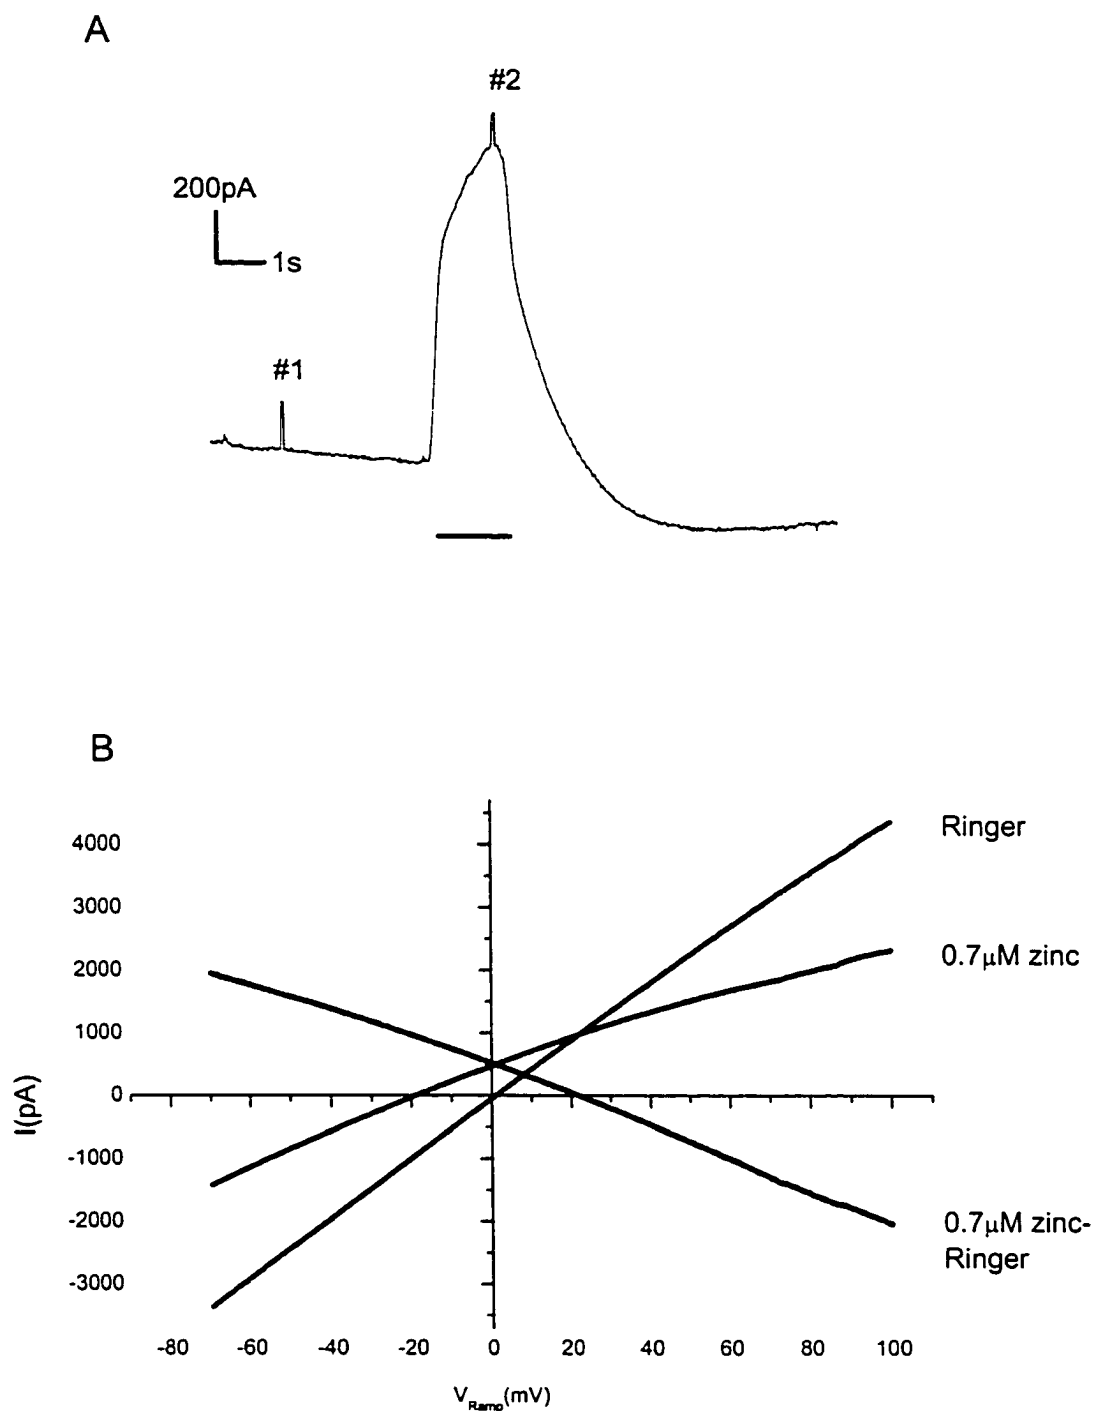 A
#2
200pA
1s
#1
B
4000
3000
2000
1000
0
-1000
-2000
-3000
I(pA)
-80 -60 -40 -20 0 20 40 60 80 100
V Ramp (mV)
Ringer
0.7μM zinc
0.7μM zinc-
Ringer